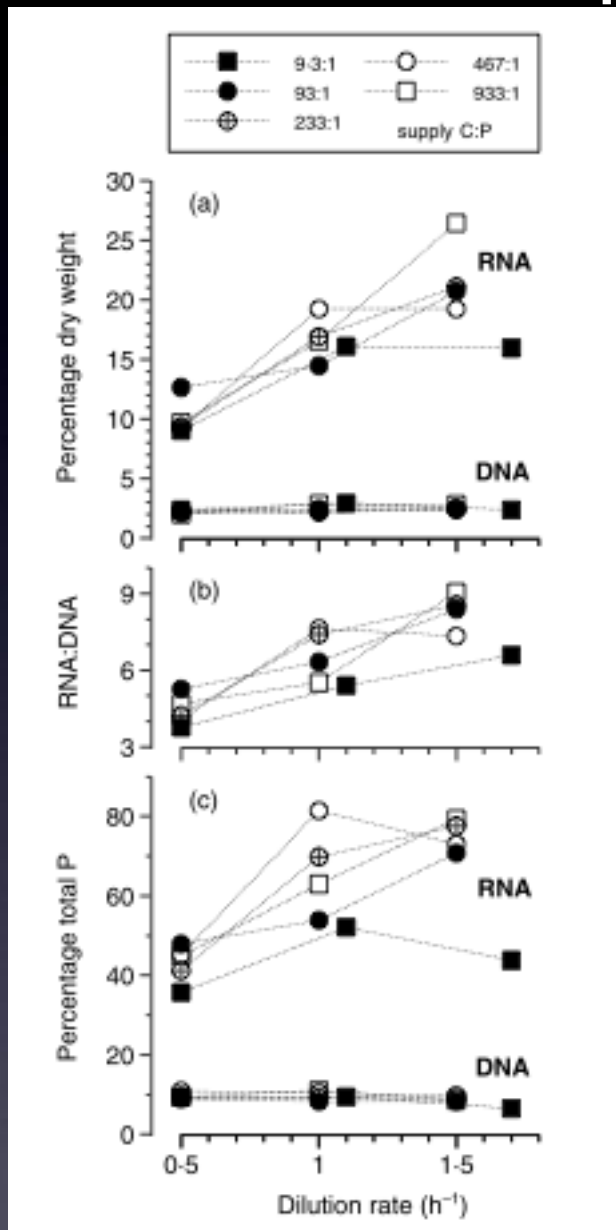 9·3:1 467:1
93:1 933:1
233:1
supply C:P
30
(a)
25
RNA
20
15
10
DNA
5
0
Percentage dry weight
(b)
9
6
3
RNA:DNA
(c)
80
RNA
60
40
20
DNA
0
Percentage total P
0·5 1 1·5
Dilution rate (h⁻¹)